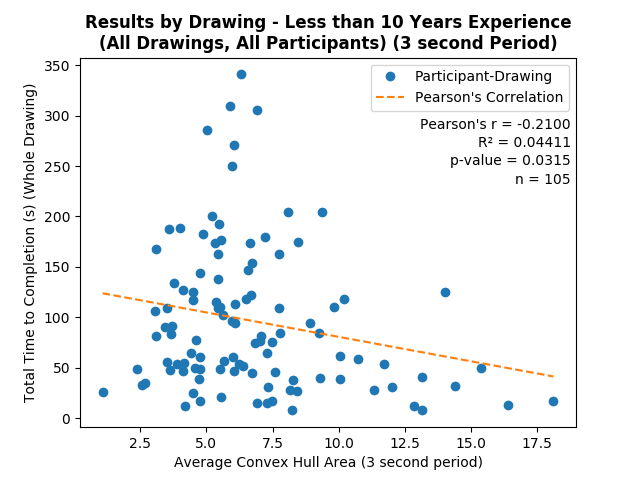 Results by Drawing - Less than 10 Years Experience
(All Drawings, All Participants) (3 second Period)
Participant-Drawing
Pearson's Correlation
Pearson's r = -0.2100
R² = 0.04411
p-value = 0.0315
n = 105
Total Time to Completion (s) (Whole Drawing)
350
300
250
200
150
100
50
0
2.5 5.0 7.5 10.0 12.5 15.0 17.5
Average Convex Hull Area (3 second period)